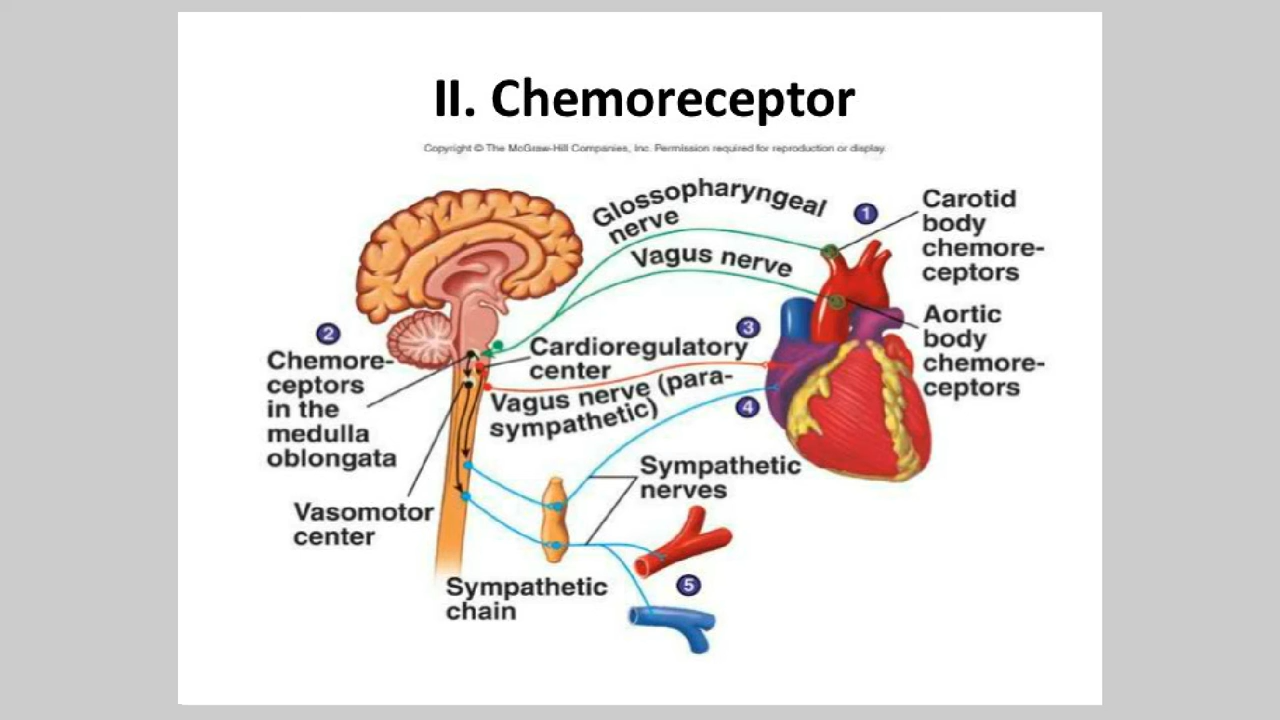 II. Chemoreceptor
Copyright © The McGraw-Hill Companies, Inc. Permission required for reproduction or display.
Glossopharyngeal
nerve
Vagus nerve
1
Carotid
body
chemore-
ceptors
Aortic
body
chemore-
ceptors
2
Chemore-
ceptors
in the
medulla
oblongata
3
Cardioregulatory
center
Vagus nerve (para-
sympathetic)
4
Sympathetic
nerves
Vasomotor
center
Sympathetic
chain
5